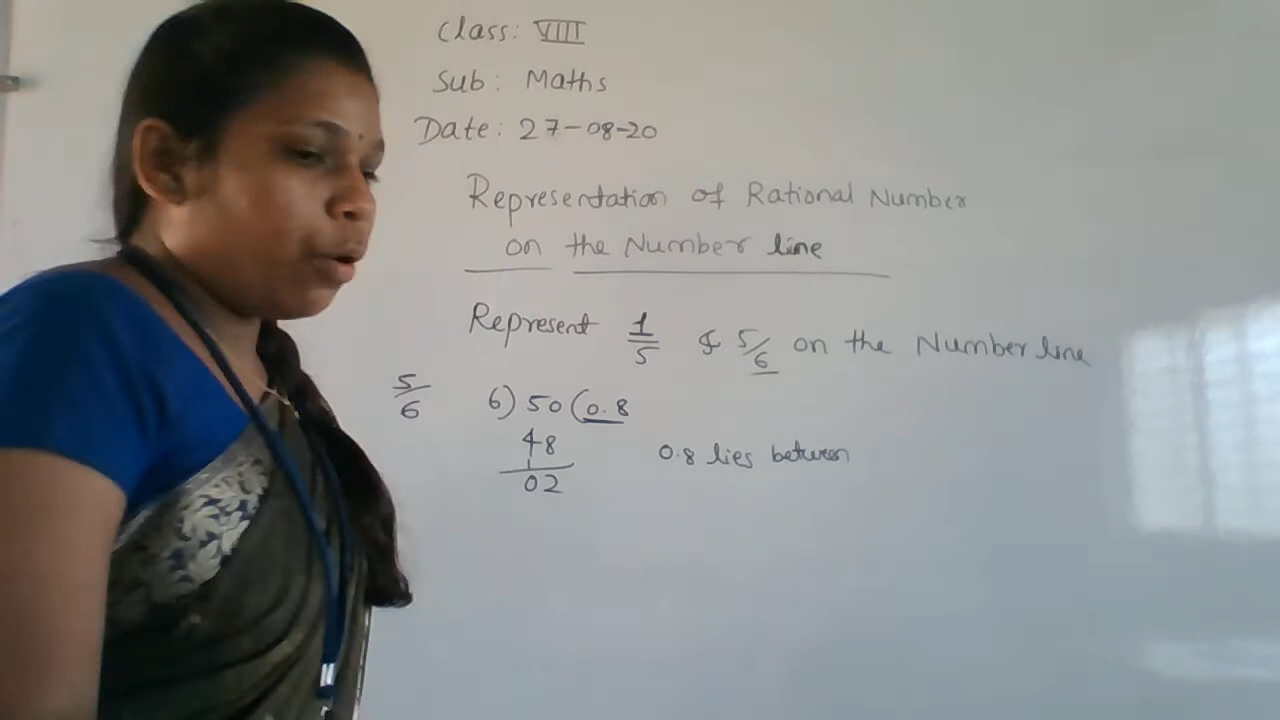 Class: VIII
Sub: Maths
Date: 27-08-20
Representation of Rational Number
on the Number line
Represent 1/5 & 5/6 on the Number line
5/6 6) 50 (0.8
48
02
0.8 lies between